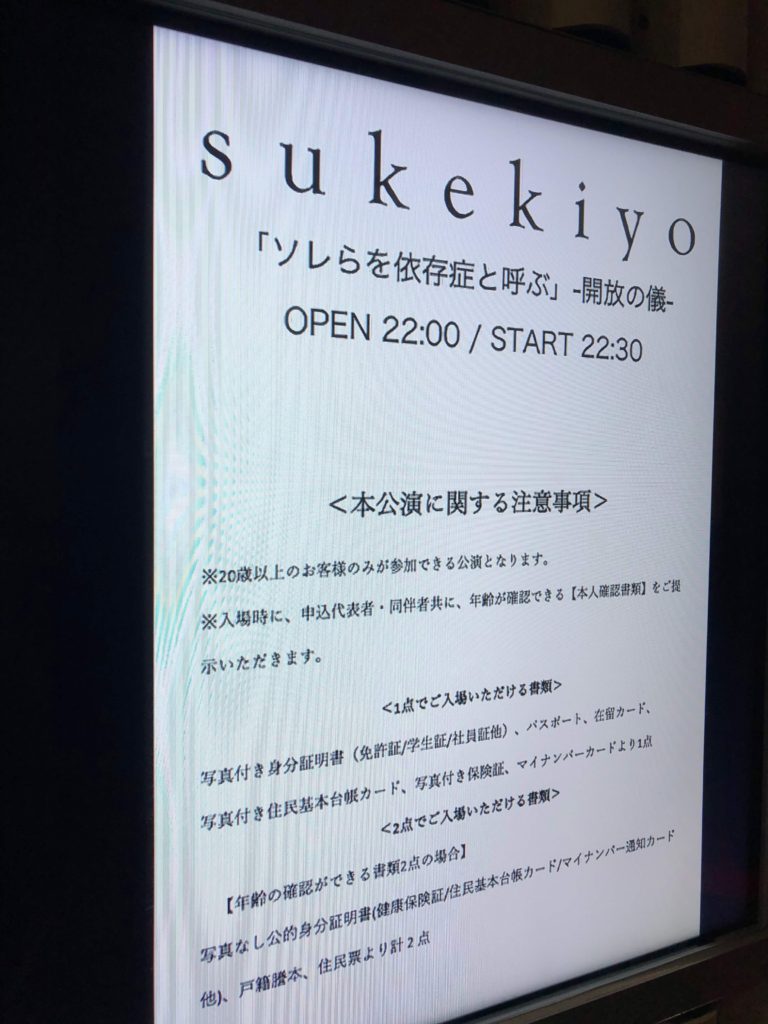 sukekiyo
「ソレらを依存症と呼ぶ」-開放の儀-
OPEN 22:00 / START 22:30
＜本公演に関する注意事項＞
※20歳以上のお客様のみが参加できる公演となります。
※入場時に、申込代表者・同伴者共に、年齢が確認できる【本人確認書類】をご提
示いただきます。
＜1点でご入場いただける書類＞
写真付き身分証明書（免許証/学生証/社員証他）、パスポート、在留カード、
写真付き住民基本台帳カード、写真付き保険証、マイナンバーカードより1点
＜2点でご入場いただける書類＞
【年齢の確認ができる書類2点の場合】
写真なし公的身分証明書(健康保険証/住民基本台帳カード/マイナンバー通知カード
他)、戸籍謄本、住民票より計２点